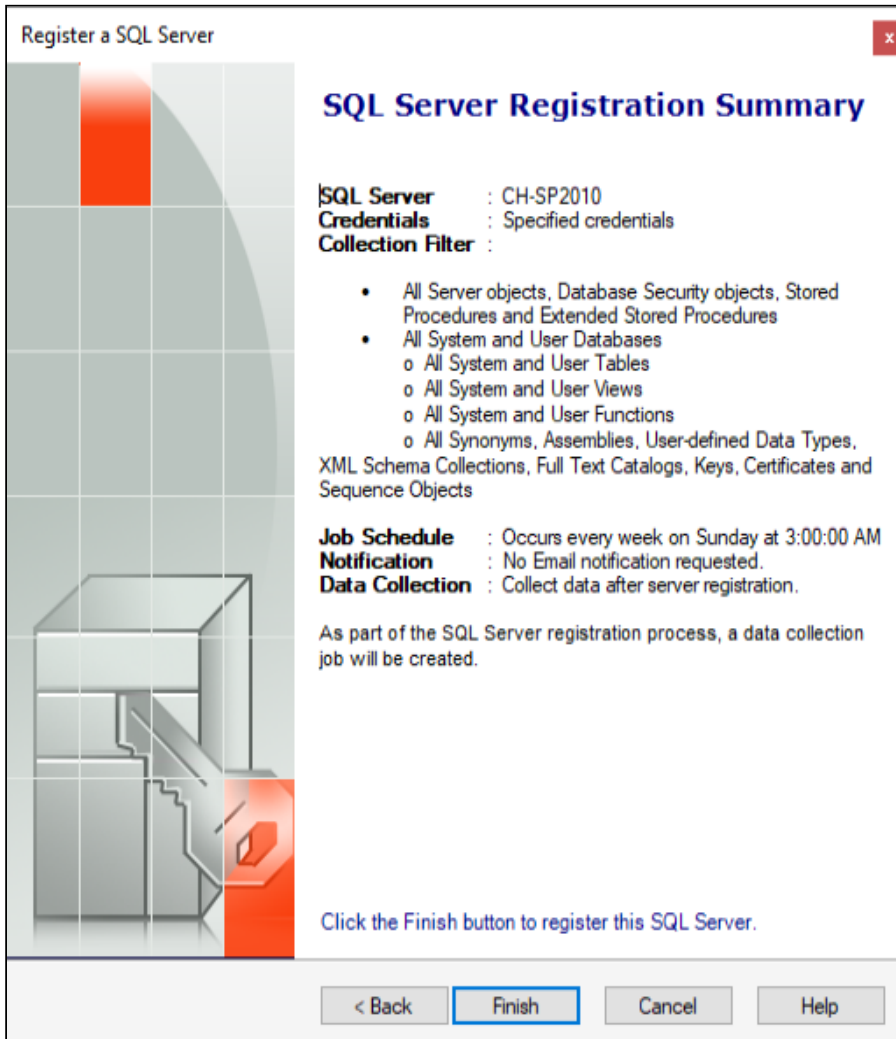 Register a SQL Server
x
SQL Server Registration Summary
SQL Server : CH-SP2010
Credentials : Specified credentials
Collection Filter :
• All Server objects, Database Security objects, Stored
Procedures and Extended Stored Procedures
• All System and User Databases
o All System and User Tables
o All System and User Views
o All System and User Functions
o All Synonyms, Assemblies, User-defined Data Types,
XML Schema Collections, Full Text Catalogs, Keys, Certificates and
Sequence Objects
Job Schedule : Occurs every week on Sunday at 3:00:00 AM
Notification : No Email notification requested.
Data Collection : Collect data after server registration.
As part of the SQL Server registration process, a data collection
job will be created.
Click the Finish button to register this SQL Server.
< Back Finish Cancel Help